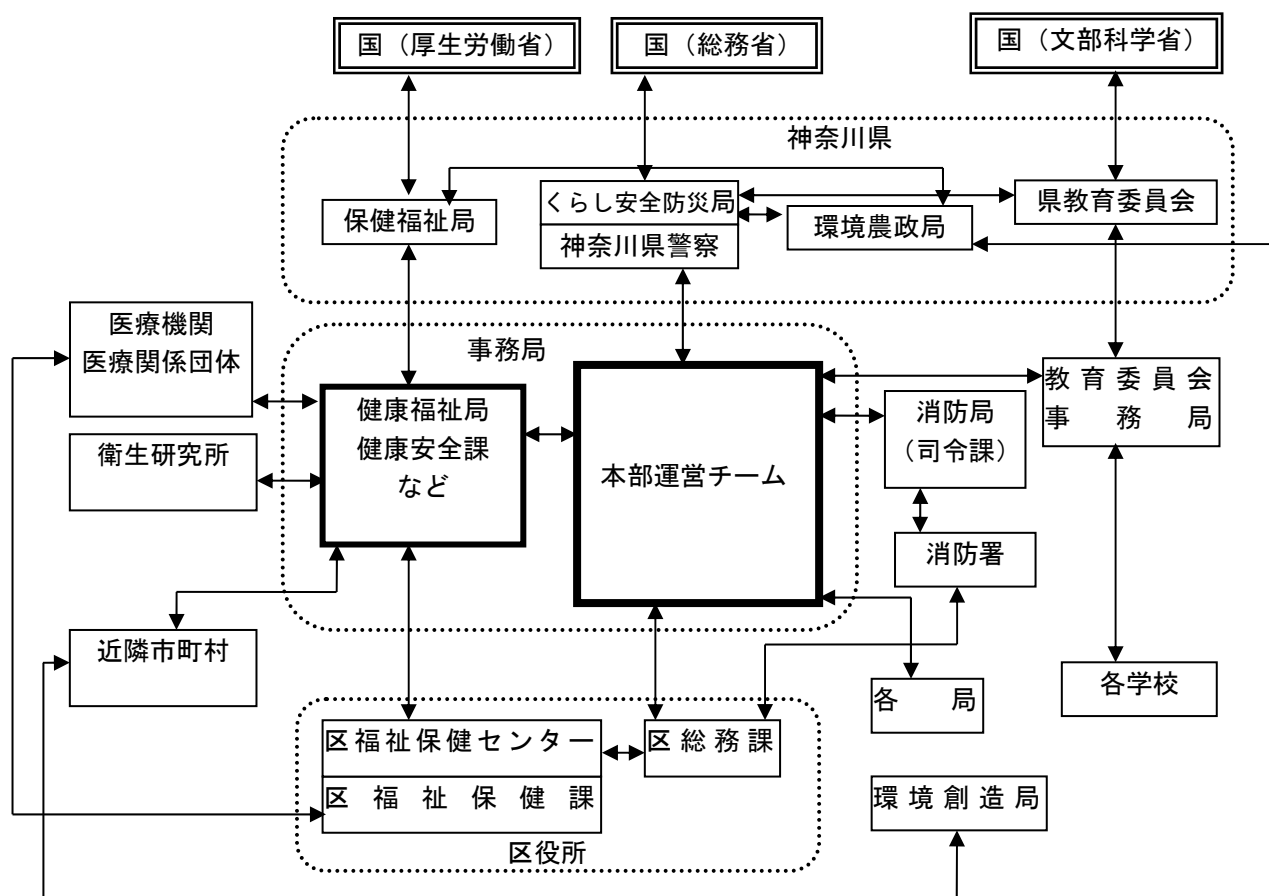 国（厚生労働省）
国（総務省）
国（文部科学省）
神奈川県
保健福祉局
くらし安全防災局
神奈川県警察
環境農政局
県教育委員会
医療機関
医療関係団体
衛生研究所
近隣市町村
事務局
健康福祉局
健康安全課
など
本部運営チーム
教育委員会
事務局
消防局
（司令課）
消防署
各局
各学校
区福祉保健センター
区福祉保健課
区総務課
区役所
環境創造局